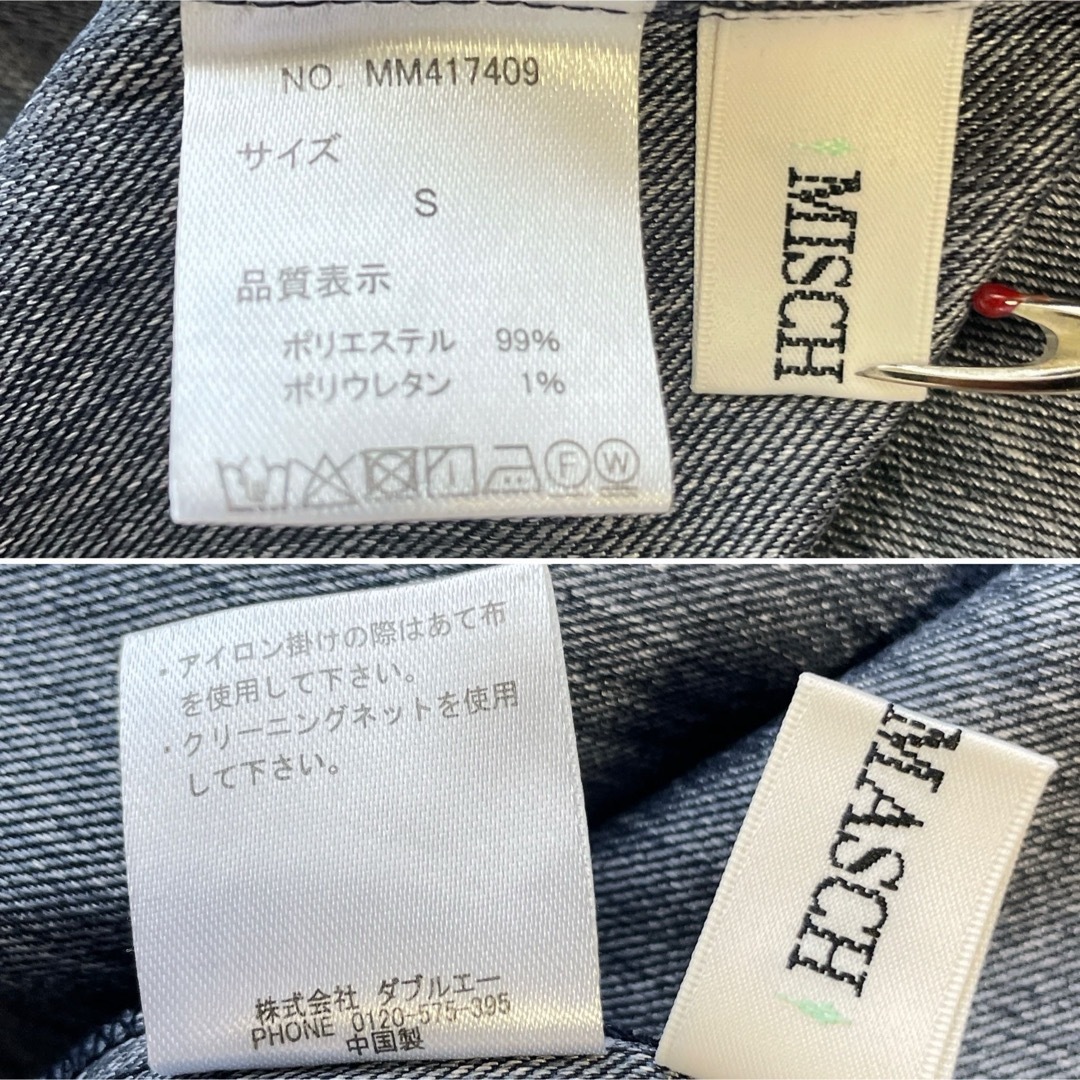 NO. MM417409
サイズ
S
品質表示
ポリエステル 99%
ポリウレタン 1%
F W
MISCH
・アイロン掛けの際はあて布
を使用して下さい。
・クリーニングネットを使用
して下さい。
株式会社 ダブルエー
PHONE 0120-575-395
中国製
MASCH